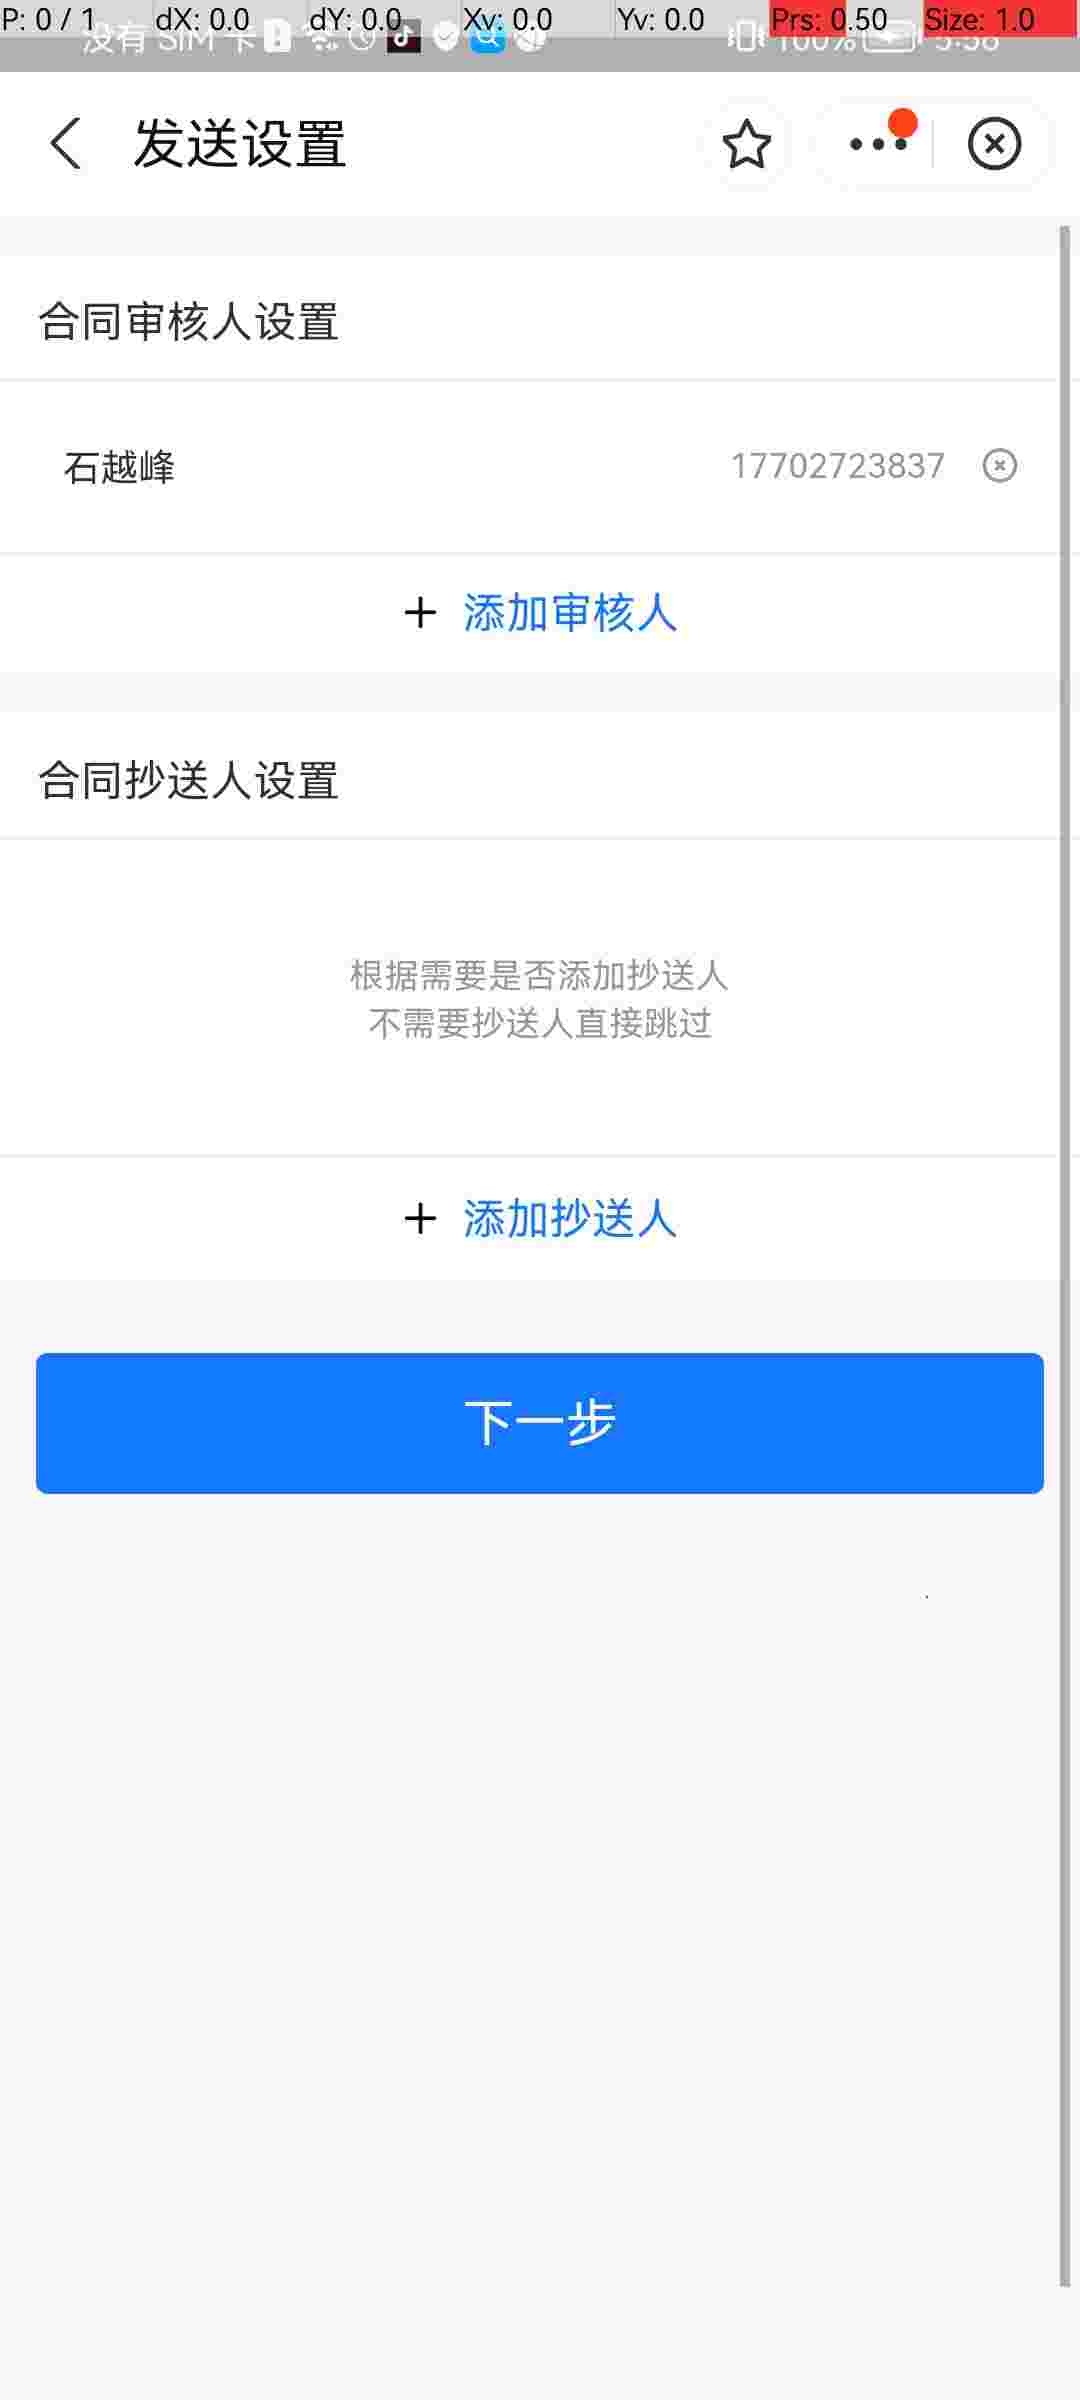 P: 0 / 1 dX: 0.0 dY: 0.0 Xv: 0.0 Yv: 0.0 Prs: 0.50 Size: 1.0
没有 SIM 卡 100% 5:38
发送设置
合同审核人设置
石越峰 17702723837
+ 添加审核人
合同抄送人设置
根据需要是否添加抄送人
不需要抄送人直接跳过
+ 添加抄送人
下一步